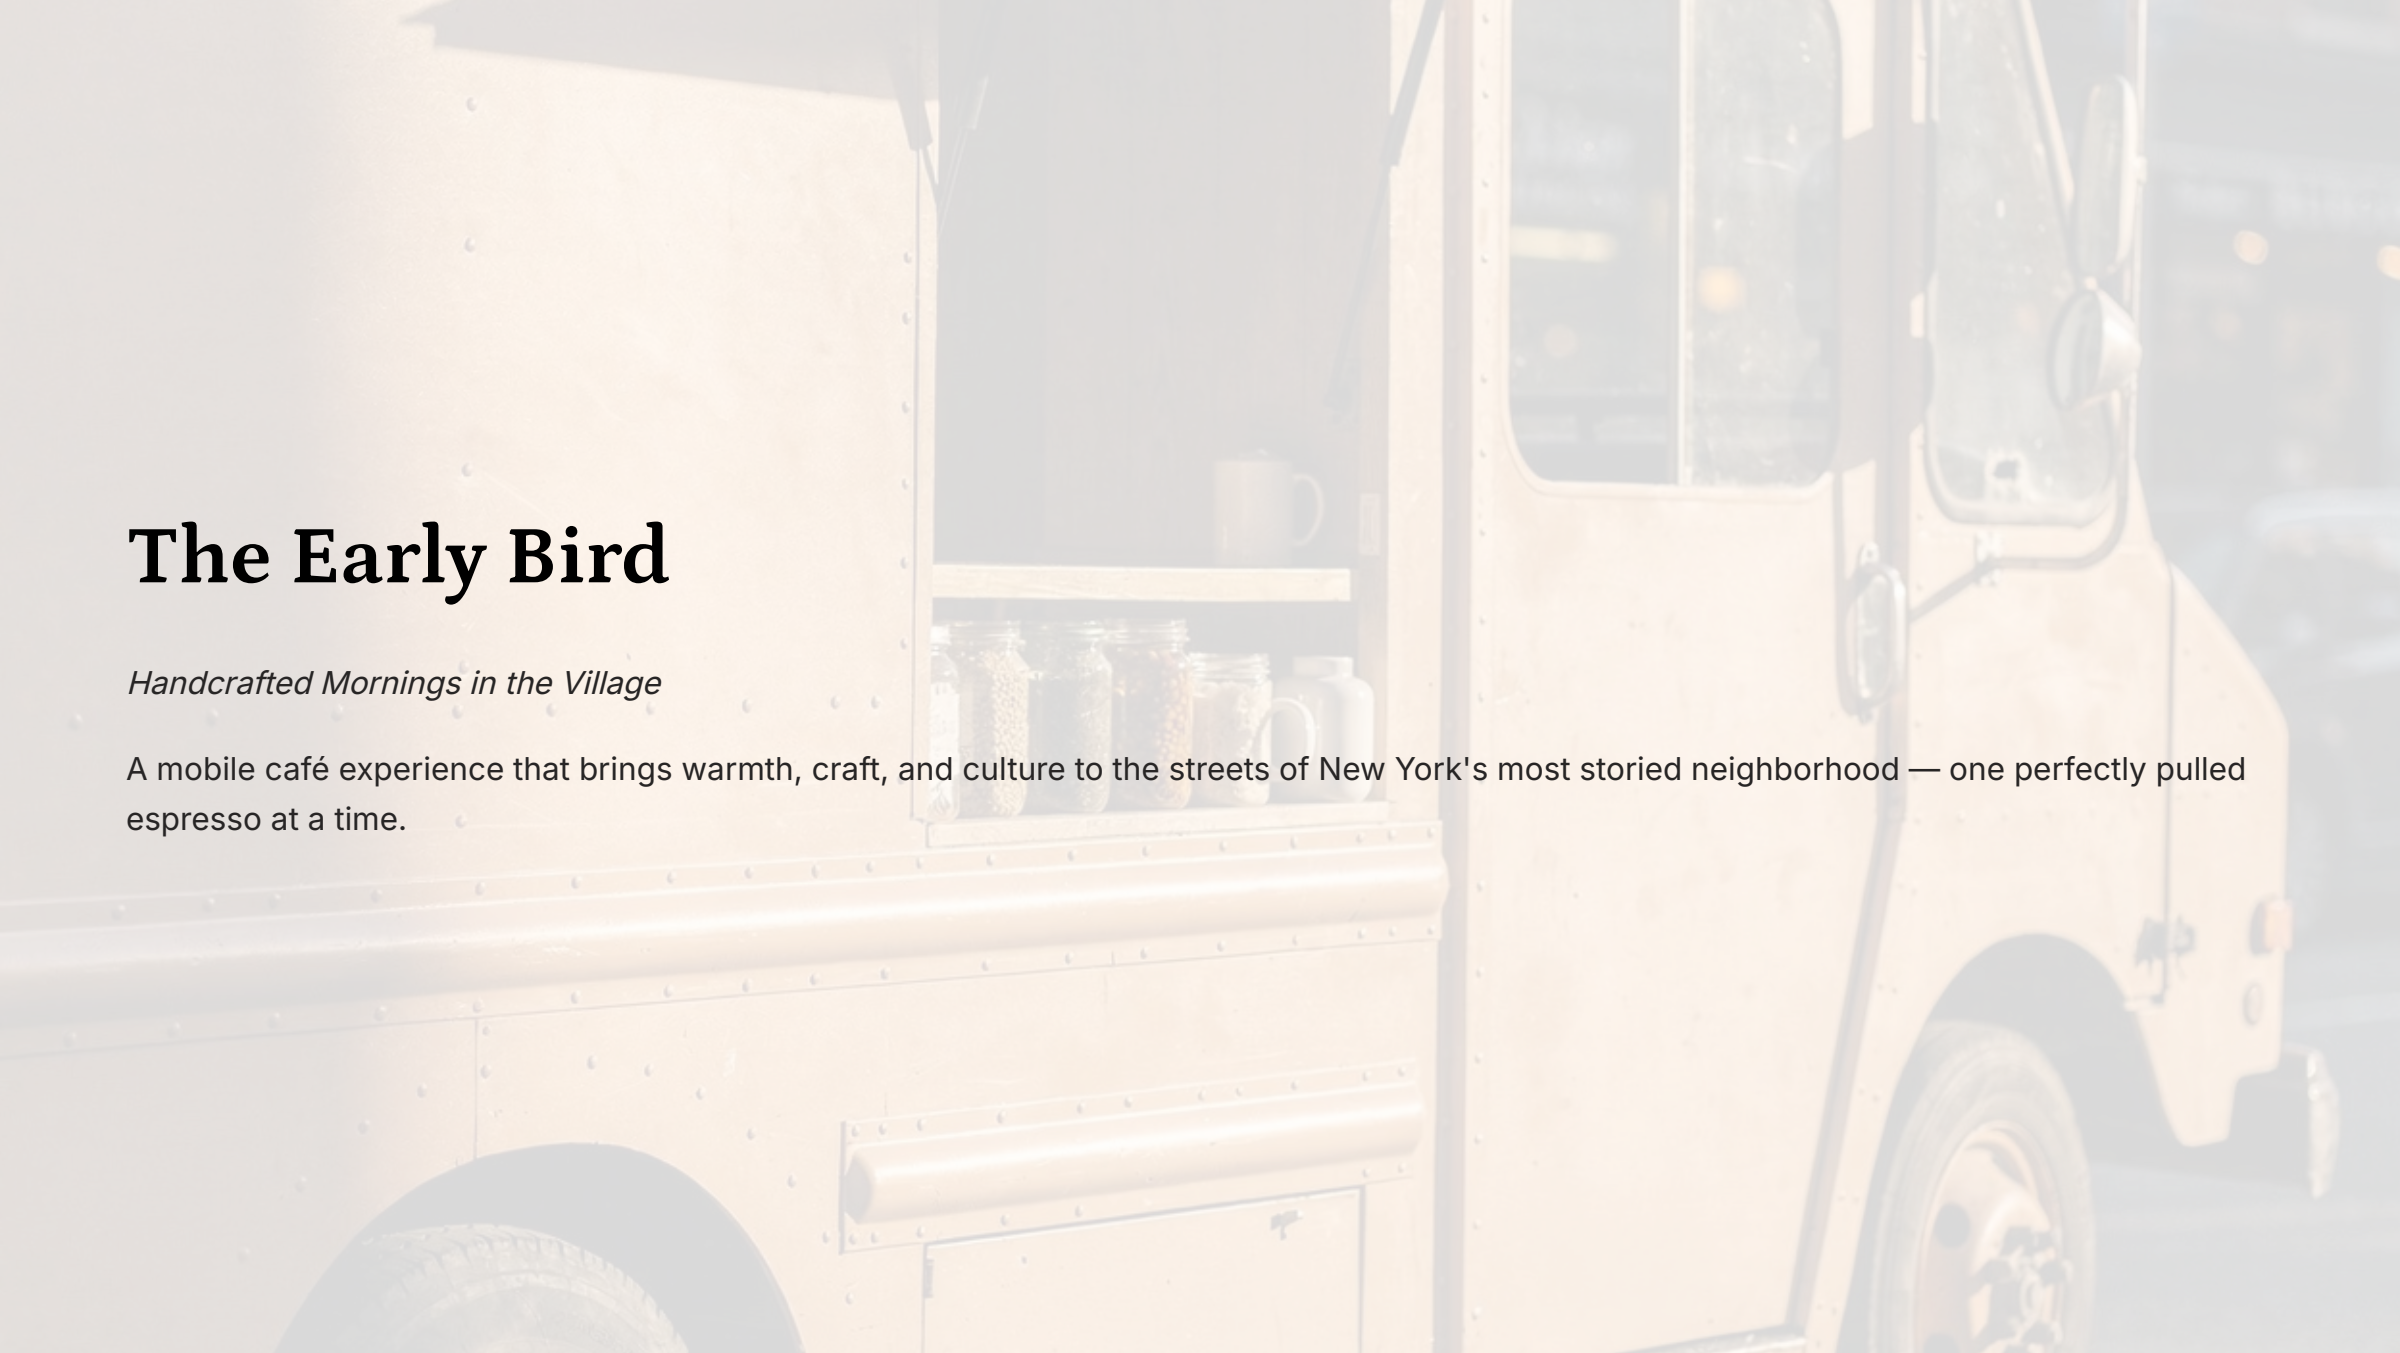 The Early Bird
Handcrafted Mornings in the Village
A mobile café experience that brings warmth, craft, and culture to the streets of New York's most storied neighborhood — one perfectly pulled
espresso at a time.